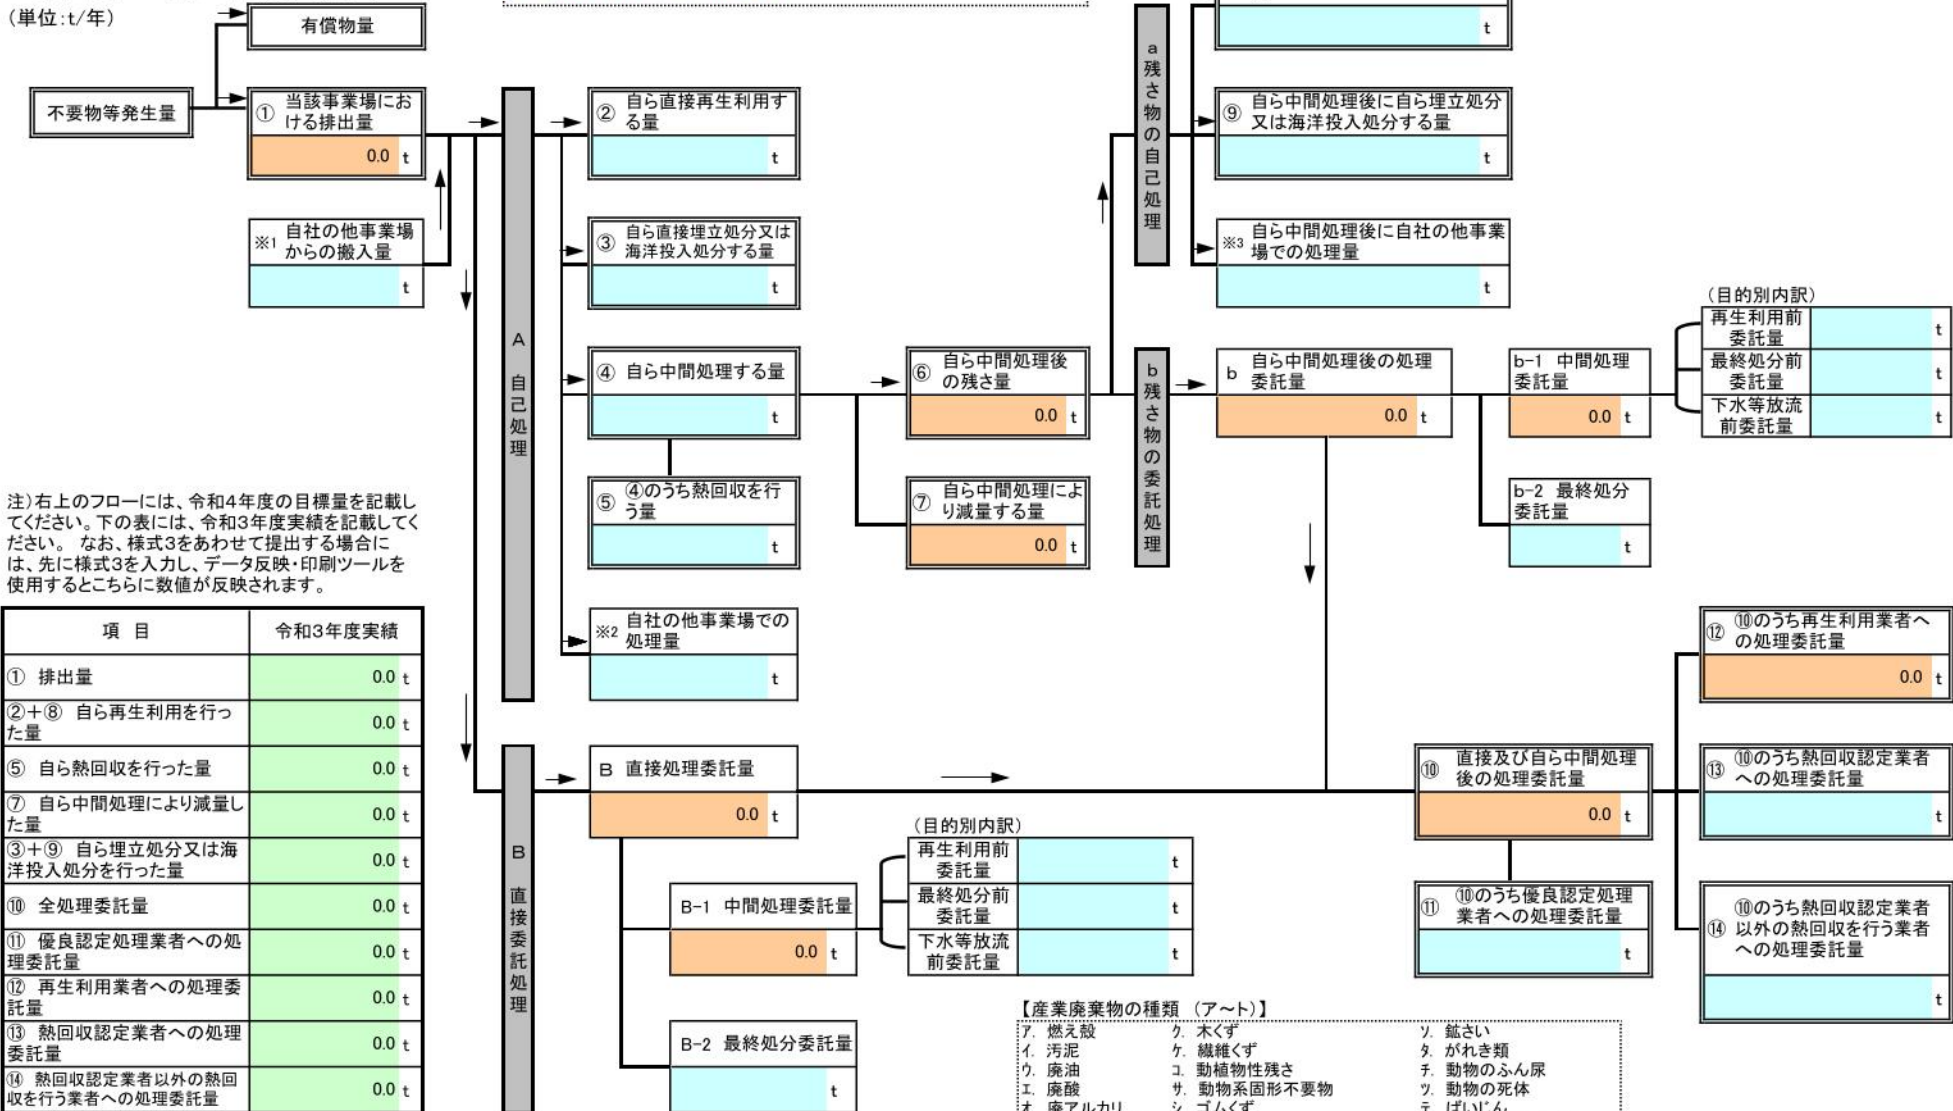 (単位:t/年)
有償物量
不要物等発生量
① 当該事業場にお
ける排出量
0.0 t
※1 自社の他事業場
からの搬入量
t
A 自己処理
② 自ら直接再生利用す
る量
t
③ 自ら直接埋立処分又は
海洋投入処分する量
t
④ 自ら中間処理する量
t
⑤ ④のうち熱回収を行
う量
t
※2 自社の他事業場での
処理量
t
⑥ 自ら中間処理後
の残さ量
0.0 t
⑦ 自ら中間処理によ
り減量する量
0.0 t
a 残さ物の自己処理
t
⑨ 自ら中間処理後に自ら埋立処分
又は海洋投入処分する量
t
※3 自ら中間処理後に自社の他事業
場での処理量
t
b 残さ物の委託処理
b 自ら中間処理後の処理
委託量
0.0 t
b-1 中間処理
委託量
0.0 t
(目的別内訳)
再生利用前
委託量
t
最終処分前
委託量
t
下水等放流
前委託量
t
b-2 最終処分
委託量
t
注)右上のフローには、令和4年度の目標量を記載し
てください。下の表には、令和3年度実績を記載してく
ださい。 なお、様式3をあわせて提出する場合に
は、先に様式3を入力し、データ反映・印刷ツールを
使用するとこちらに数値が反映されます。
項 目 令和3年度実績
① 排出量 0.0 t
②+⑧ 自ら再生利用を行っ
た量 0.0 t
⑤ 自ら熱回収を行った量 0.0 t
⑦ 自ら中間処理により減量し
た量 0.0 t
③+⑨ 自ら埋立処分又は海
洋投入処分を行った量 0.0 t
⑩ 全処理委託量 0.0 t
⑪ 優良認定処理業者への処
理委託量 0.0 t
⑫ 再生利用業者への処理委
託量 0.0 t
⑬ 熱回収認定業者への処理
委託量 0.0 t
⑭ 熱回収認定業者以外の熱回
収を行う業者への処理委託量 0.0 t
B 直接委託処理
B 直接処理委託量
0.0 t
B-1 中間処理委託量
0.0 t
(目的別内訳)
再生利用前
委託量
t
最終処分前
委託量
t
下水等放流
前委託量
t
B-2 最終処分委託量
t
⑩ 直接及び自ら中間処理
後の処理委託量
0.0 t
⑪ ⑩のうち優良認定処理
業者への処理委託量
t
⑫ ⑩のうち再生利用業者へ
の処理委託量
0.0 t
⑬ ⑩のうち熱回収認定業者
への処理委託量
t
⑭ ⑩のうち熱回収認定業者
以外の熱回収を行う業者
への処理委託量
t
【産業廃棄物の種類 (ア~ト)】
ア. 燃え殻 ク. 木くず ソ. 鉱さい
イ. 汚泥 ケ. 繊維くず タ. がれき類
ウ. 廃油 コ. 動植物性残さ チ. 動物のふん尿
エ. 廃酸 サ. 動物系固形不要物 ツ. 動物の死体
オ. 廃アルカリ シ. ゴムくず テ. ばいじん